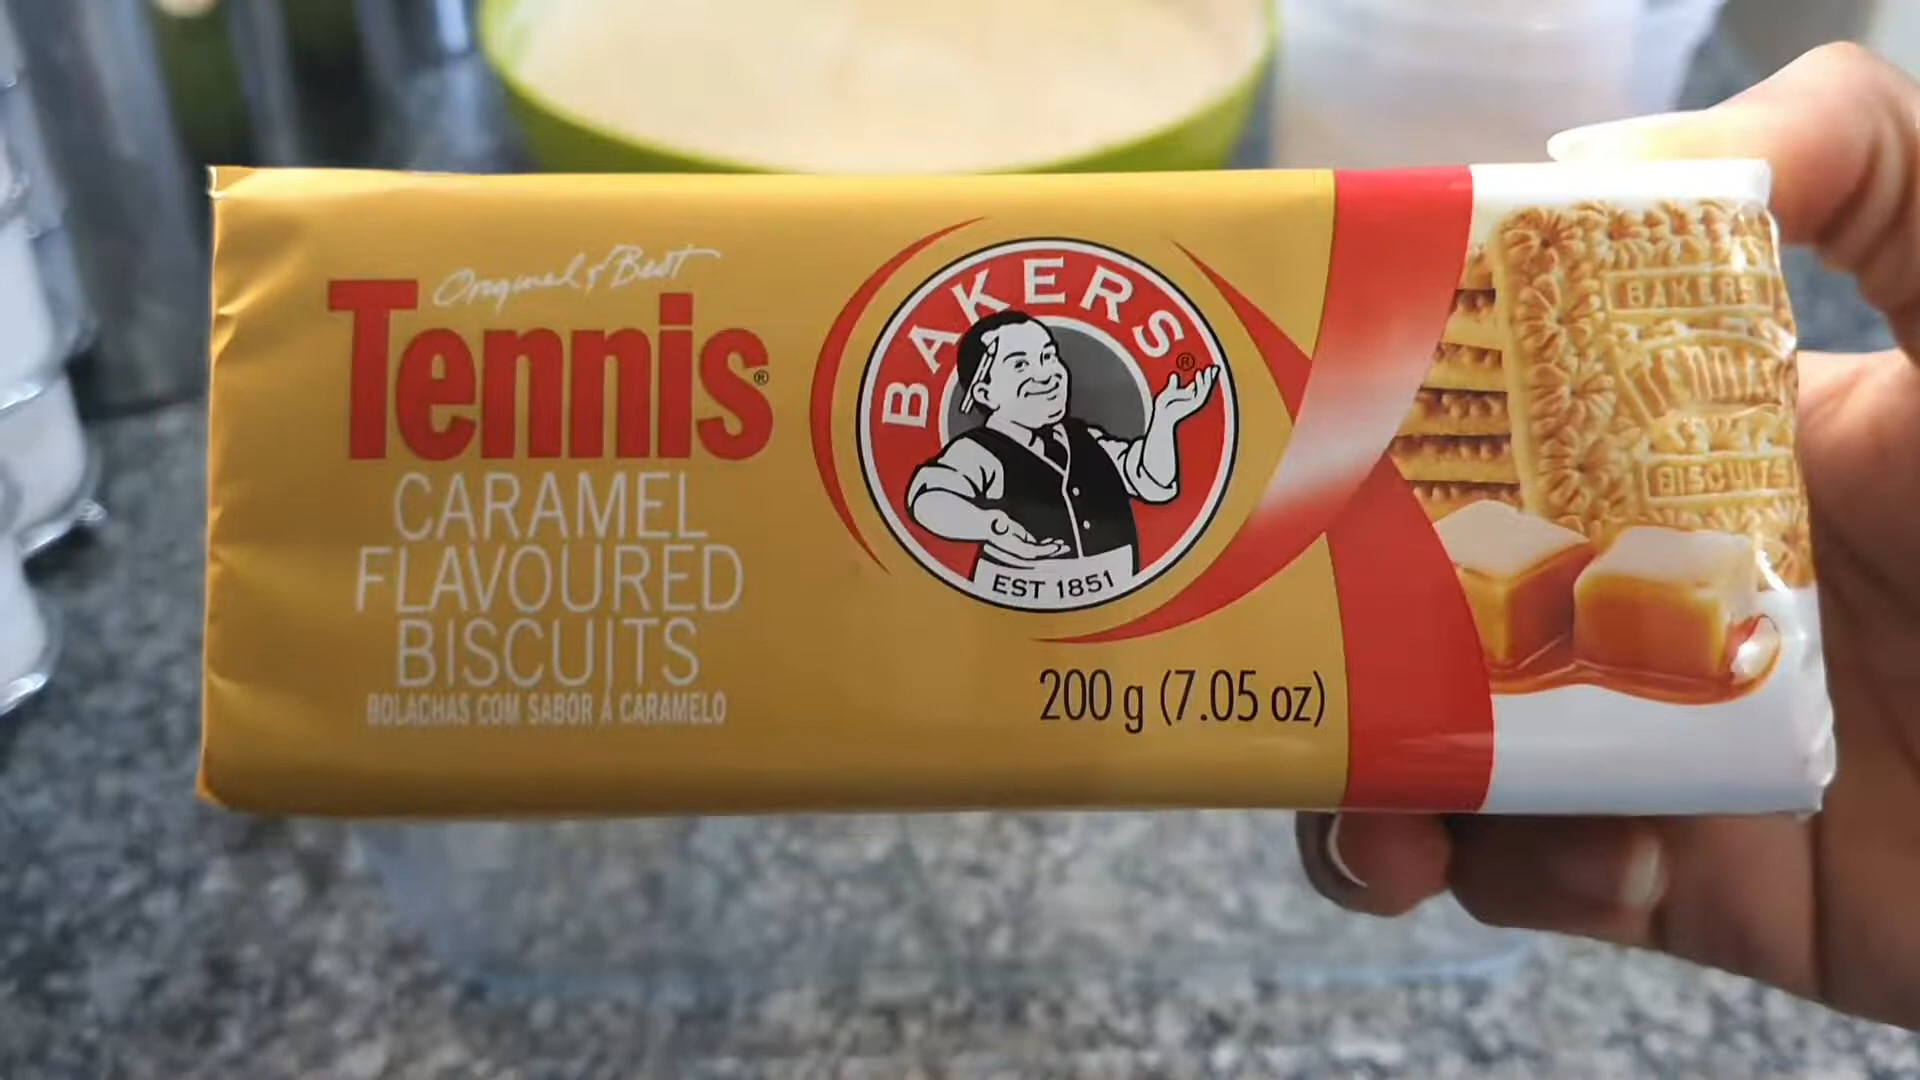 Original & Best
Tennis®
CARAMEL
FLAVOURED
BISCUITS
BOLACHAS COM SABOR A CARAMELO
BAKERS®
EST 1851
200 g (7.05 oz)
BAKERS
TENNIS
BISCUITS